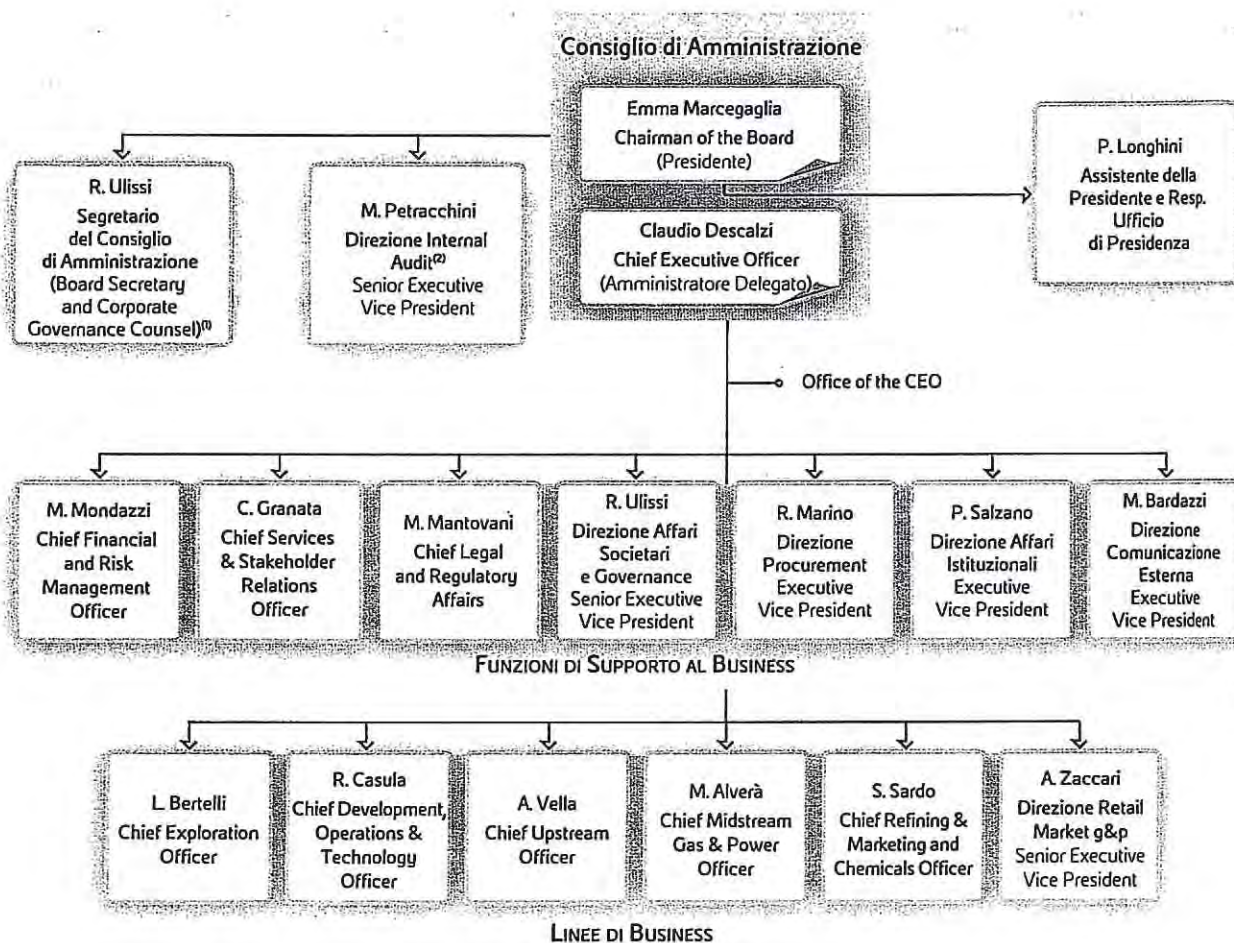 Consiglio di Amministrazione
Emma Marcegaglia
Chairman of the Board
(Presidente)
R. Ulissi
Segretario
del Consiglio
di Amministrazione
(Board Secretary
and Corporate
Governance Counsel)(1)
M. Petracchini
Direzione Internal
Audit(2)
Senior Executive
Vice President
Claudio Descalzi
Chief Executive Officer
(Amministratore Delegato)
P. Longhini
Assistente della
Presidente e Resp.
Ufficio
di Presidenza
Office of the CEO
M. Mondazzi
Chief Financial
and Risk
Management
Officer
C. Granata
Chief Services
& Stakeholder
Relations
Officer
M. Mantovani
Chief Legal
and Regulatory
Affairs
R. Ulissi
Direzione Affari
Societari
e Governance
Senior Executive
Vice President
R. Marino
Direzione
Procurement
Executive
Vice President
P. Salzano
Direzione Affari
Istituzionali
Executive
Vice President
M. Bardazzi
Direzione
Comunicazione
Esterna
Executive
Vice President
FUNZIONI DI SUPPORTO AL BUSINESS
L. Bertelli
Chief Exploration
Officer
R. Casula
Chief Development,
Operations &
Technology
Officer
A. Vella
Chief Upstream
Officer
M. Alverà
Chief Midstream
Gas & Power
Officer
S. Sardo
Chief Refining &
Marketing and
Chemicals Officer
A. Zaccari
Direzione Retail
Market g&p
Senior Executive
Vice President
LINEE DI BUSINESS